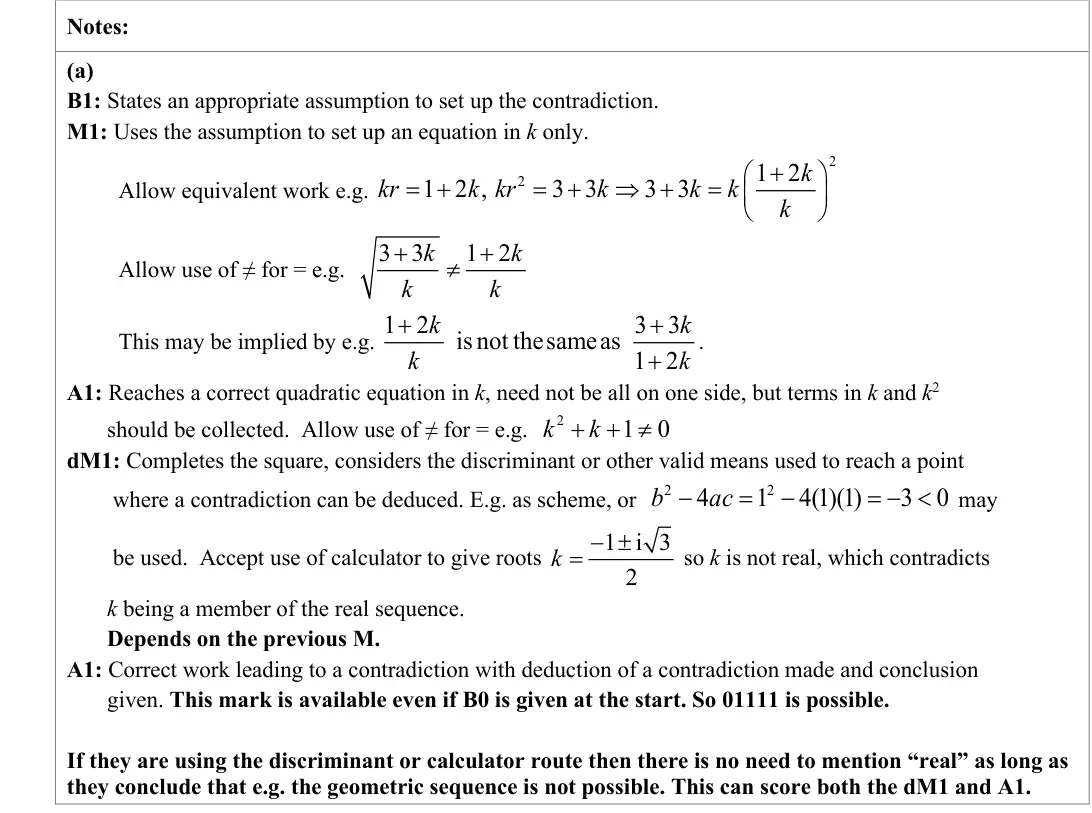 Notes:
(a)
B1: States an appropriate assumption to set up the contradiction.
M1: Uses the assumption to set up an equation in k only.
Allow equivalent work e.g. kr = 1 + 2k, kr² = 3 + 3k ⇒ 3 + 3k = k((1 + 2k)/k)²
Allow use of ≠ for = e.g. √((3 + 3k)/k) ≠ (1 + 2k)/k
This may be implied by e.g. (1 + 2k)/k is not the same as (3 + 3k)/(1 + 2k).
A1: Reaches a correct quadratic equation in k, need not be all on one side, but terms in k and k²
should be collected. Allow use of ≠ for = e.g. k² + k + 1 ≠ 0
dM1: Completes the square, considers the discriminant or other valid means used to reach a point
where a contradiction can be deduced. E.g. as scheme, or b² − 4ac = 1² − 4(1)(1) = −3 < 0 may
be used. Accept use of calculator to give roots k = (−1 ± i√3)/2 so k is not real, which contradicts
k being a member of the real sequence.
Depends on the previous M.
A1: Correct work leading to a contradiction with deduction of a contradiction made and conclusion
given. This mark is available even if B0 is given at the start. So 01111 is possible.
If they are using the discriminant or calculator route then there is no need to mention “real” as long as
they conclude that e.g. the geometric sequence is not possible. This can score both the dM1 and A1.